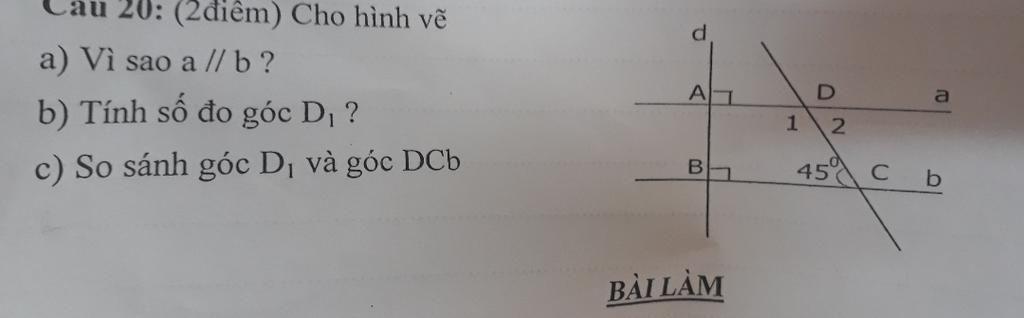 Câu 20: (2điểm) Cho hình vẽ
a) Vì sao a // b ?
b) Tính số đo góc D₁ ?
c) So sánh góc D₁ và góc DCb
d
A D a
1 2
B 45⁰ C b
BÀI LÀM